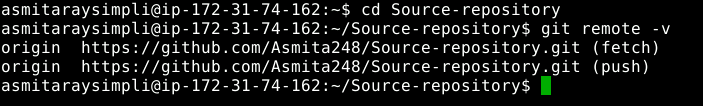 asmitaraysimpli@ip-172-31-74-162:~$ cd Source-repository
asmitaraysimpli@ip-172-31-74-162:~/Source-repository$ git remote -v
origin  https://github.com/Asmita248/Source-repository.git (fetch)
origin  https://github.com/Asmita248/Source-repository.git (push)
asmitaraysimpli@ip-172-31-74-162:~/Source-repository$